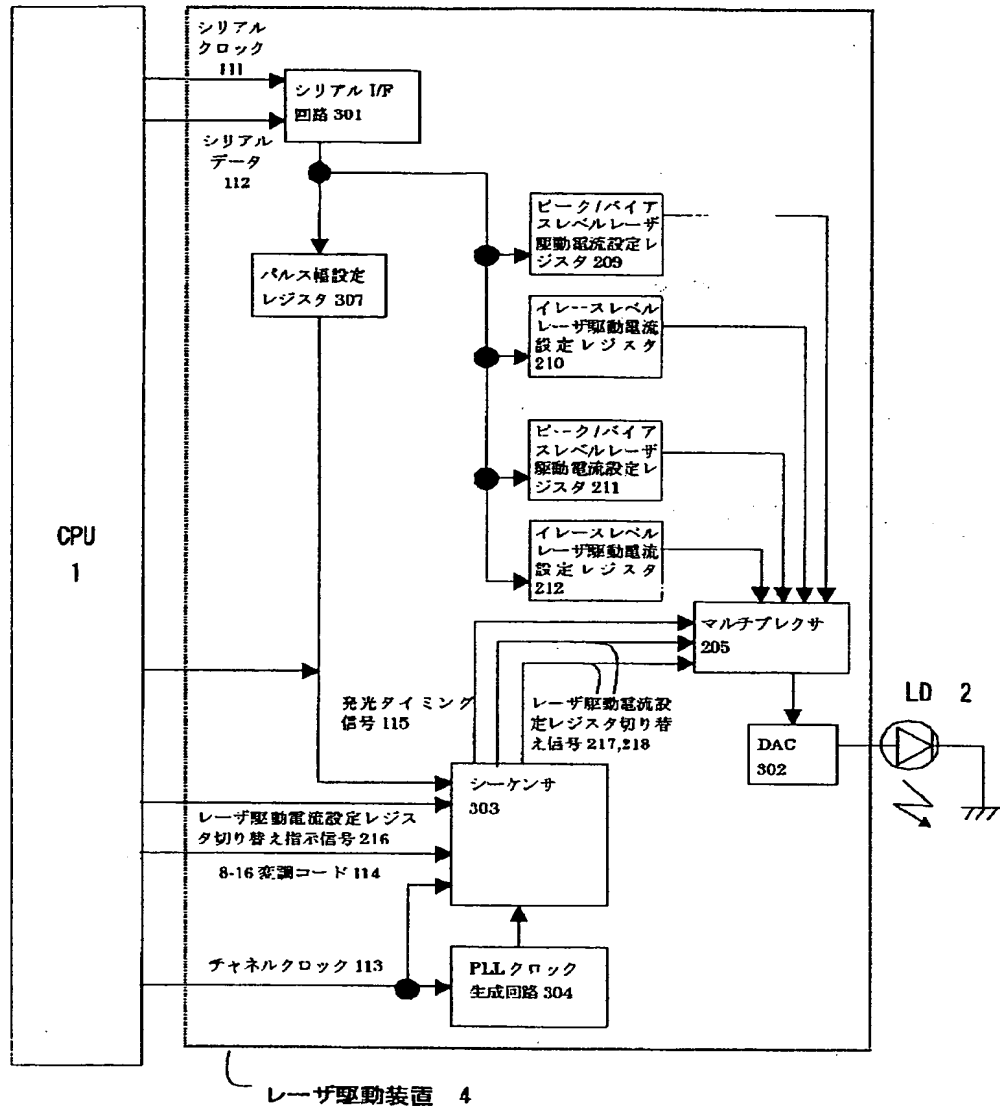 シリアル
クロック
111
シリアル I/F
回路 301
シリアル
データ
112
ピーク/バイア
スレベルレーザ
駆動電流設定レ
ジスタ 209
パルス幅設定
レジスタ 307
イレースレベル
レーザ駆動電流
設定レジスタ
210
ピーク/バイア
スレベルレーザ
駆動電流設定レ
ジスタ 211
CPU
1
イレースレベル
レーザ駆動電流
設定レジスタ
212
マルチプレクサ
205
発光タイミング
信号 115
レーザ駆動電流設
定レジスタ切り替
え信号 217,218
LD 2
DAC
302
シーケンサ
303
レーザ駆動電流設定レジス
タ切り替え指示信号 216
8-16 変調コード 114
チャネルクロック 113
PLL クロック
生成回路 304
レーザ駆動装置 4